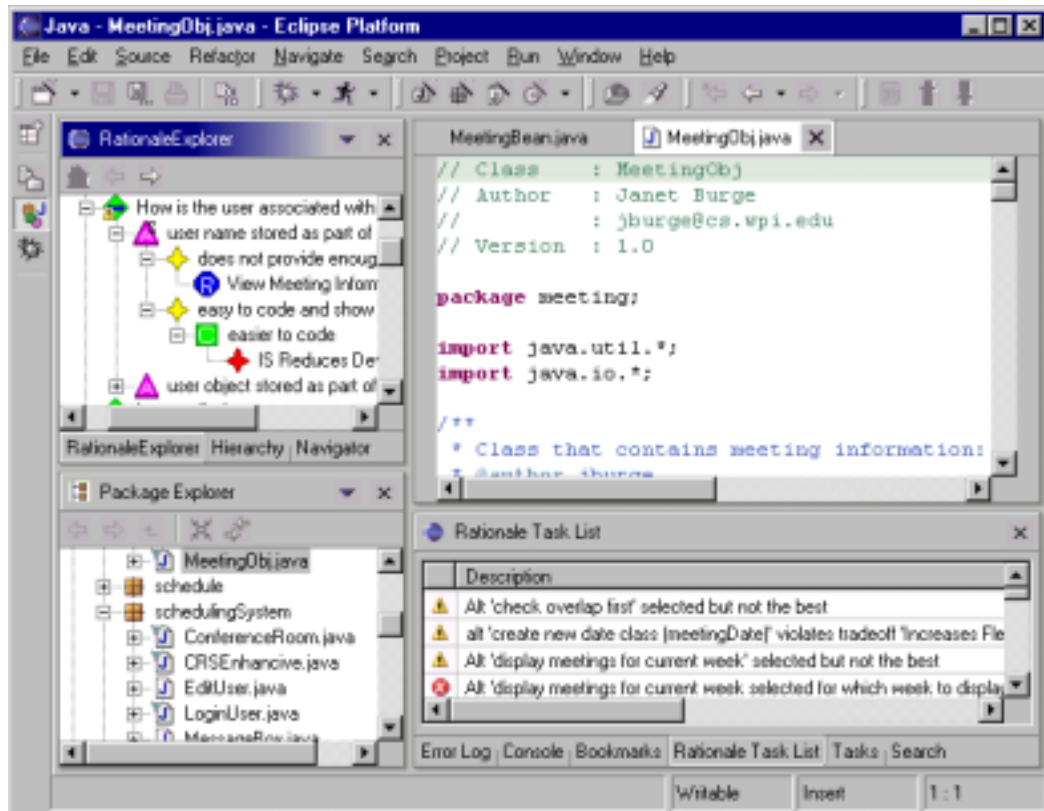 Java - MeetingObj.java - Eclipse Platform
File Edit Source Refactor Navigate Search Project Run Window Help
RationaleExplorer
How is the user associated with
user name stored as part of
does not provide enoug
R View Meeting Inform
easy to code and show
easier to code
IS Reduces De
A user object stored as part of
RationaleExplorer Hierarchy Navigator
MeetingBean.java MeetingObj.java
// Class : MeetingObj
// Author : Janet Burge
// : jburge@cs.wpi.edu
// Version : 1.0
package meeting;
import java.util.*;
import java.io.*;
/**
* Class that contains meeting information:
* @author jburge
Package Explorer
MeetingObj.java
schedule
schedulingSystem
ConferenceRoom.java
CRSEnhancive.java
EditUser.java
LoginUser.java
MessageBox.java
Rationale Task List
Description
Alt 'check overlap first' selected but not the best
alt 'create new date class |meetingDate|' violates tradeoff 'Increases Fle
Alt 'display meetings for current week' selected but not the best
Alt 'display meetings for current week selected for which week to display
Error Log Console Bookmarks Rationale Task List Tasks Search
Writable Insert 1 : 1